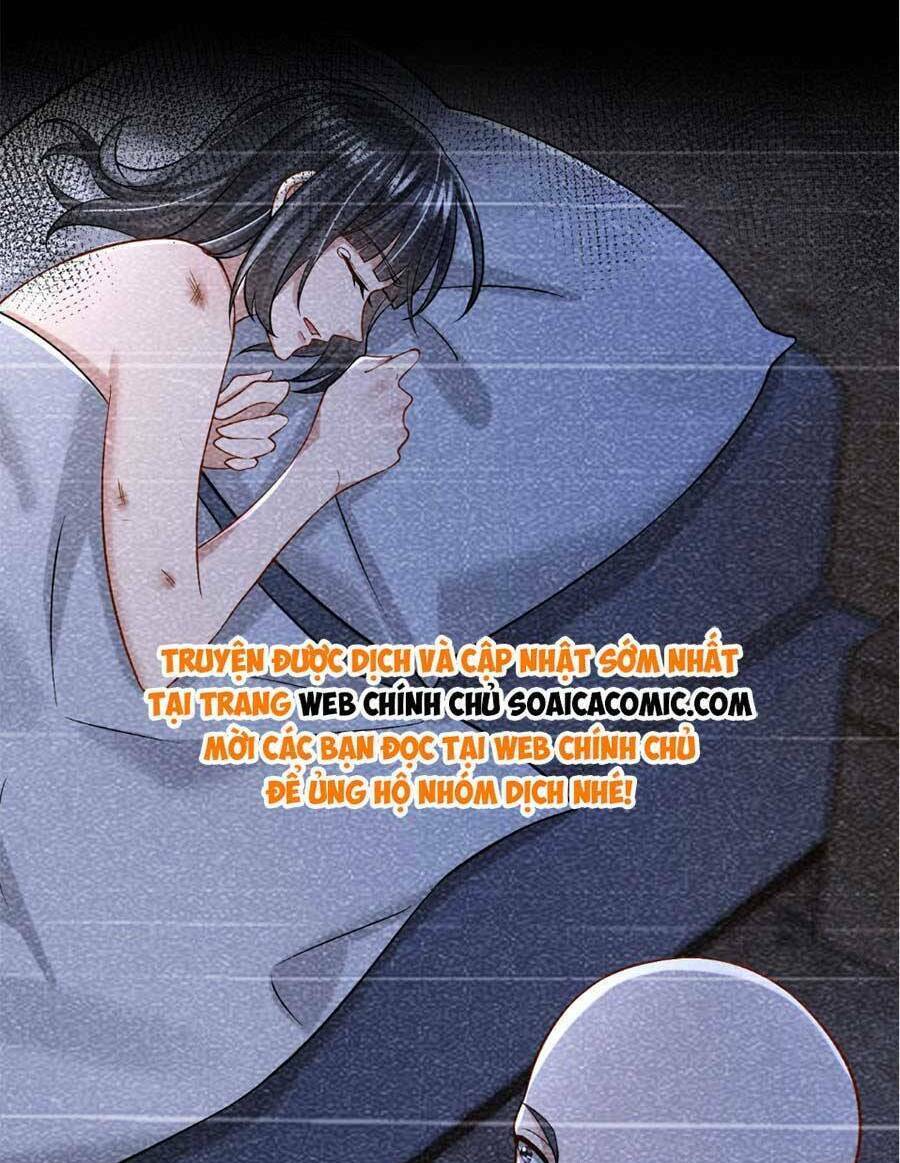 TRUYỆN ĐƯỢC DỊCH VÀ CẬP NHẬT SỚM NHẤT
TẠI TRANG WEB CHÍNH CHỦ SOAICACOMIC.COM
MỜI CÁC BẠN ĐỌC TẠI WEB CHÍNH CHỦ
ĐỂ ỦNG HỘ NHÓM DỊCH NHÉ!